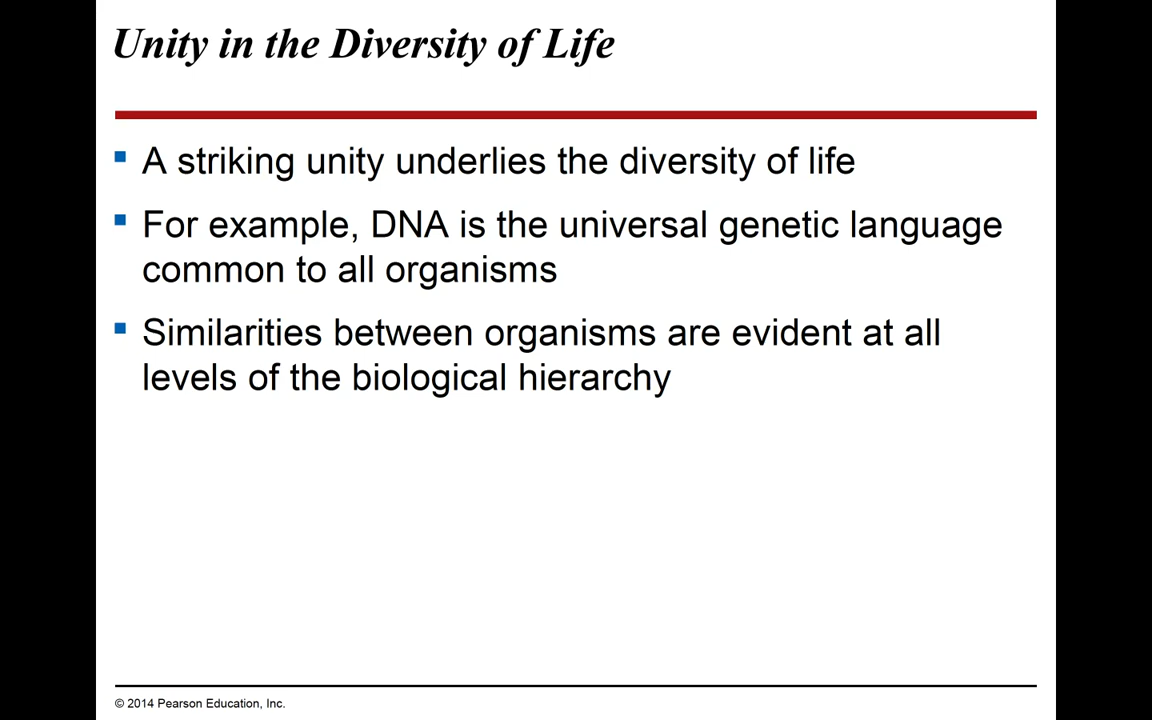 Unity in the Diversity of Life
▪ A striking unity underlies the diversity of life
▪ For example, DNA is the universal genetic language
common to all organisms
▪ Similarities between organisms are evident at all
levels of the biological hierarchy
© 2014 Pearson Education, Inc.